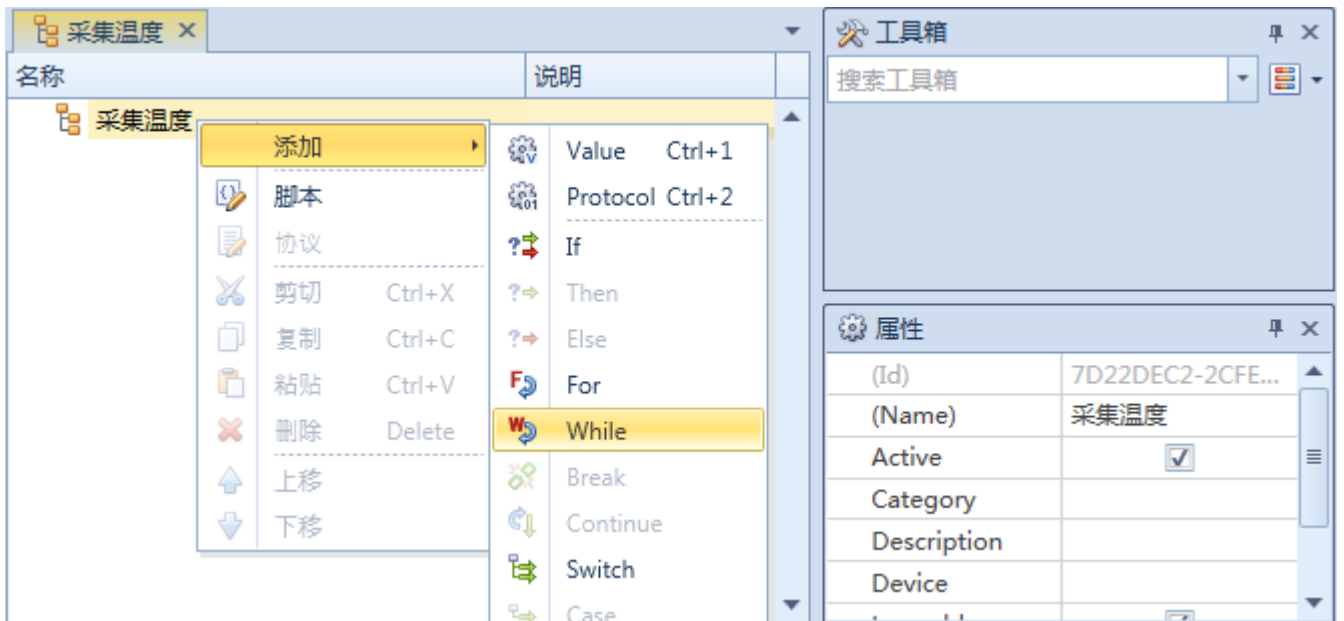 采集温度
名称
说明
采集温度
添加
脚本
协议
剪切 Ctrl+X
复制 Ctrl+C
粘贴 Ctrl+V
删除 Delete
上移
下移
Value Ctrl+1
Protocol Ctrl+2
If
Then
Else
For
While
Break
Continue
Switch
Case
工具箱
搜索工具箱
属性
(Id) 7D22DEC2-2CFE...
(Name) 采集温度
Active
Category
Description
Device